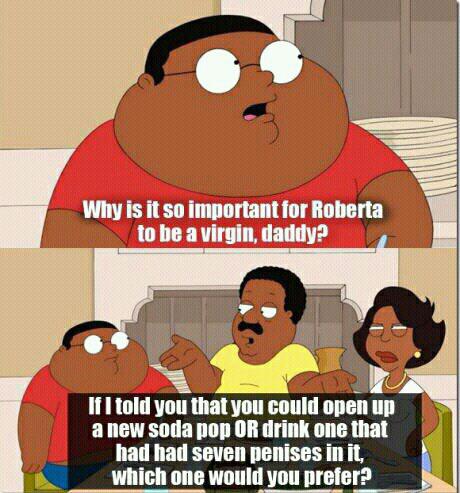 Why is it so important for Roberta
to be a virgin, daddy?
If I told you that you could open up
a new soda pop OR drink one that
had had seven penises in it,
which one would you prefer?